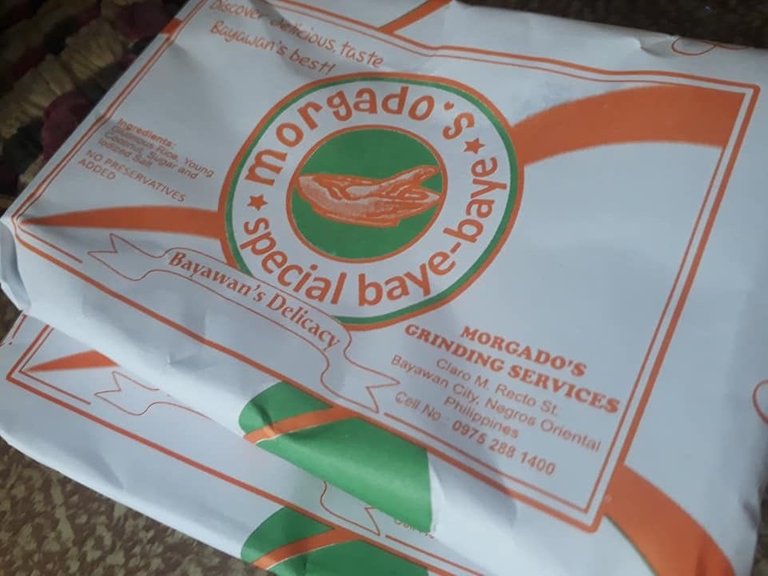 Discover delicious taste
Bayawan's best!
morgado's
special baye-baye
Ingredients:
Glutinous Rice, Young
Coconut, Sugar and
Iodized Salt
NO PRESERVATIVES
ADDED
Bayawan's Delicacy
MORGADO'S
GRINDING SERVICES
Claro M. Recto St.
Bayawan City, Negros Oriental
Philippines
Cell No 0975 288 1400